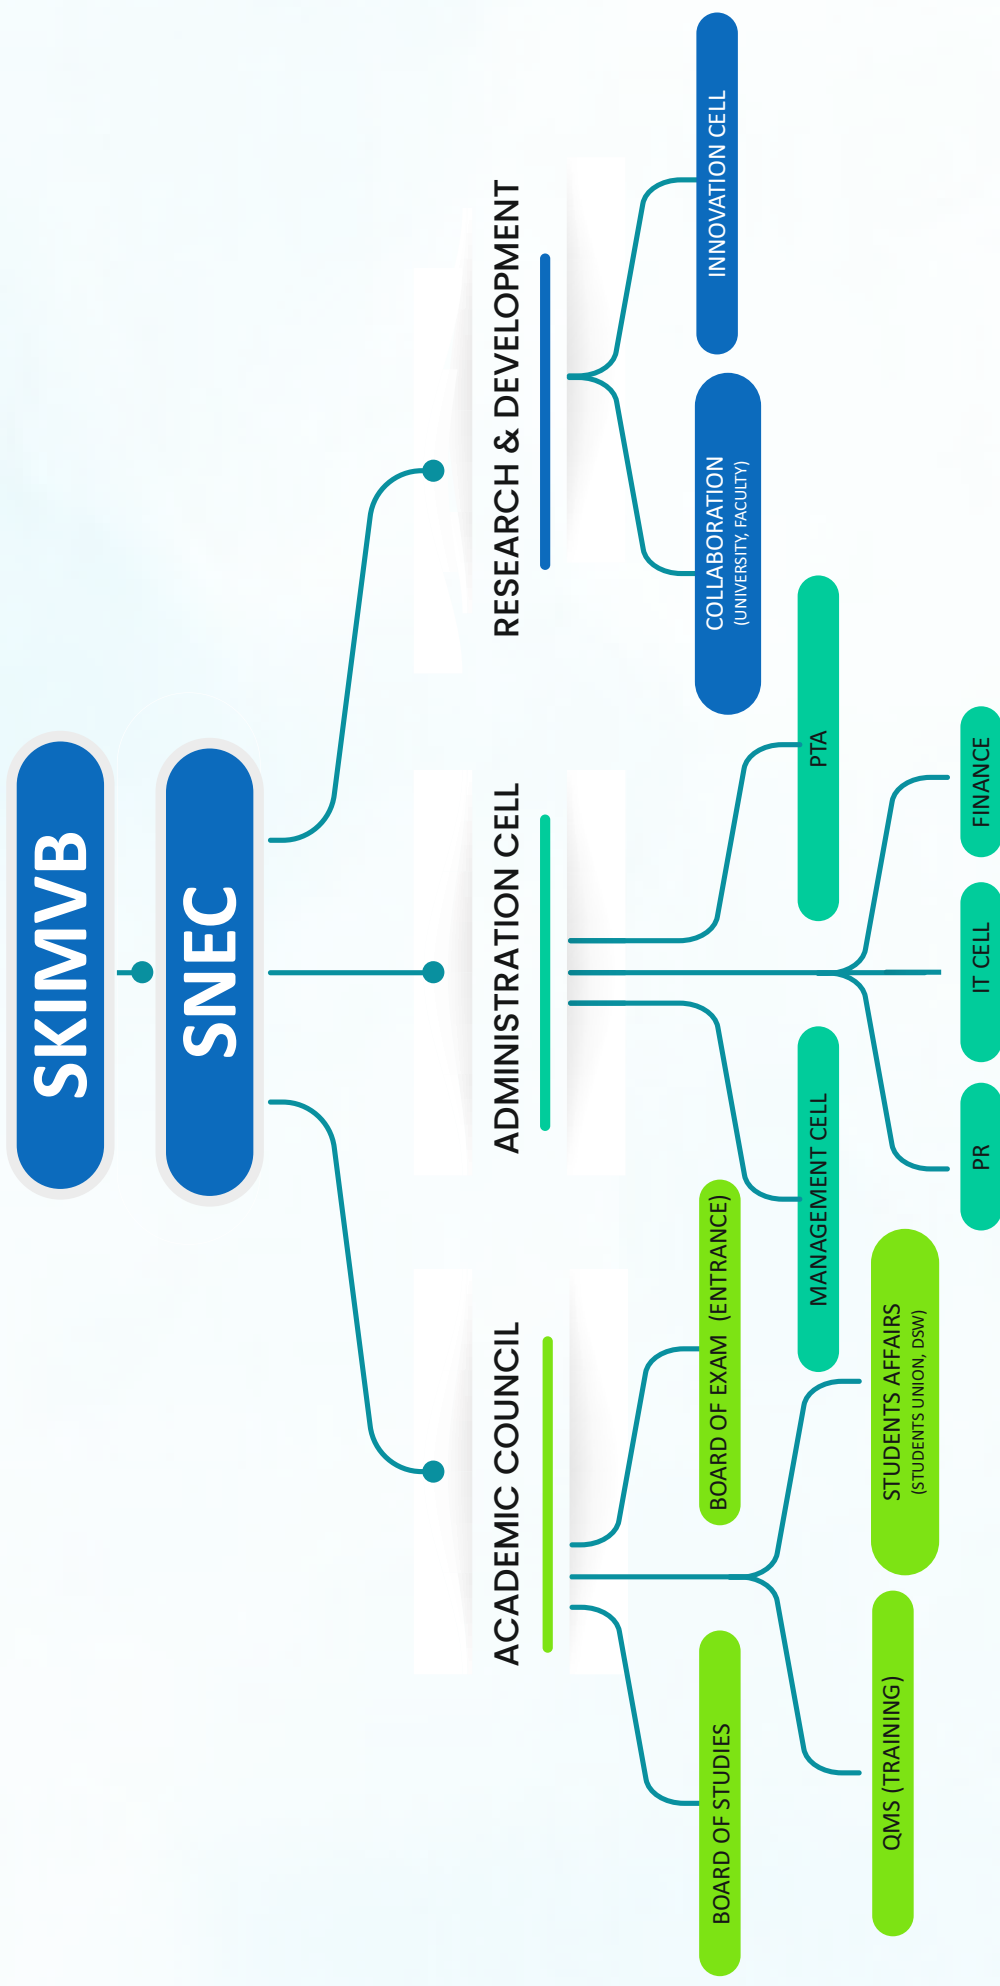 SKIMVB
SNEC
ACADEMIC COUNCIL
ADMINISTRATION CELL
RESEARCH & DEVELOPMENT
BOARD OF STUDIES
BOARD OF EXAM (ENTRANCE)
COLLABORATION
(UNIVERSITY, FACULTY)
INNOVATION CELL
MANAGEMENT CELL
PTA
QMS (TRAINING)
STUDENTS AFFAIRS
(STUDENTS UNION, DSW)
PR
IT CELL
FINANCE